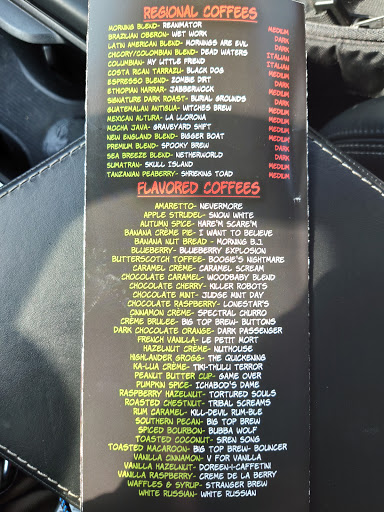 REGIONAL COFFEES
MORNING BLEND- REANIMATOR MEDIUM
BRAZILIAN OBERON- WET WORK DARK
LATIN AMERICAN BLEND- MORNINGS ARE EVIL DARK
CHICORY/COLOMBIAN BLEND- DEAD WATERS ITALIAN
COLUMBIAN- MY LITTLE FRIEND ITALIAN
COSTA RICAN TARRAZU- BLACK DOG MEDIUM
ESPRESSO BLEND- ZOMBIE DIRT DARK
ETHIOPIAN HARRAR- JABBERWOCK MEDIUM
SIGNATURE DARK ROAST- BURIAL GROUNDS DARK
GUATEMALAN ANTIGUA- WITCHES BREW MEDIUM
MEXICAN ALTURA- LA LLORONA MEDIUM
MOCHA JAVA- GRAVEYARD SHIFT MEDIUM
NEW ENGLAND BLEND- BIGGER BOAT MEDIUM
PREMIUM BLEND- SPOOKY BREW MEDIUM
SEA BREEZE BLEND- NETHERWORLD DARK
SUMATRAN- SKULL ISLAND DARK
TANZANIAN PEABERRY- SHRIEKING TOAD MEDIUM
FLAVORED COFFEES
AMARETTO- NEVERMORE
APPLE STRUDEL- SNOW WHITE
AUTUMN SPICE- HARE'M SCARE'M
BANANA CREME PIE- I WANT TO BELIEVE
BANANA NUT BREAD - MORNING B.J.
BLUEBERRY- BLUEBERRY EXPLOSION
BUTTERSCOTCH TOFFEE- BOOGIE'S NIGHTMARE
CARAMEL CRÈME- CARAMEL SCREAM
CHOCOLATE CARAMEL- WOODBABY BLEND
CHOCOLATE CHERRY- KILLER ROBOTS
CHOCOLATE MINT- JUDGE MINT DAY
CHOCOLATE RASPBERRY- LONESTAR'S
CINNAMON CRÈME- SPECTRAL CHURRO
CRÈME BRULEE- BIG TOP BREW- BUTTONS
DARK CHOCOLATE ORANGE- DARK PASSENGER
FRENCH VANILLA- LE PETIT MORT
HAZELNUT CRÈME- NUTHOUSE
HIGHLANDER GROGG- THE QUICKENING
KA-LUA CRÈME- TIKI-THULU TERROR
PEANUT BUTTER CUP- GAME OVER
PUMPKIN SPICE- ICHABOD'S DAME
RASPBERRY HAZELNUT- TORTURED SOULS
ROASTED CHESTNUT- TRIBAL SCREAMS
RUM CARAMEL- KILL-DEVIL RUM-BLE
SOUTHERN PECAN- BIG TOP BREW
SPICED BOURBON- BUBBA WOLF
TOASTED COCONUT- SIREN SONG
TOASTED MACAROON- BIG TOP BREW- BOUNCER
VANILLA CINNAMON- V FOR VANILLA
VANILLA HAZELNUT- DOREEN-I-CAFFETINI
VANILLA RASPBERRY- CREME DE LA BERRY
WAFFLES & SYRUP- STRANGER BREW
WHITE RUSSIAN- WHITE RUSSIAN